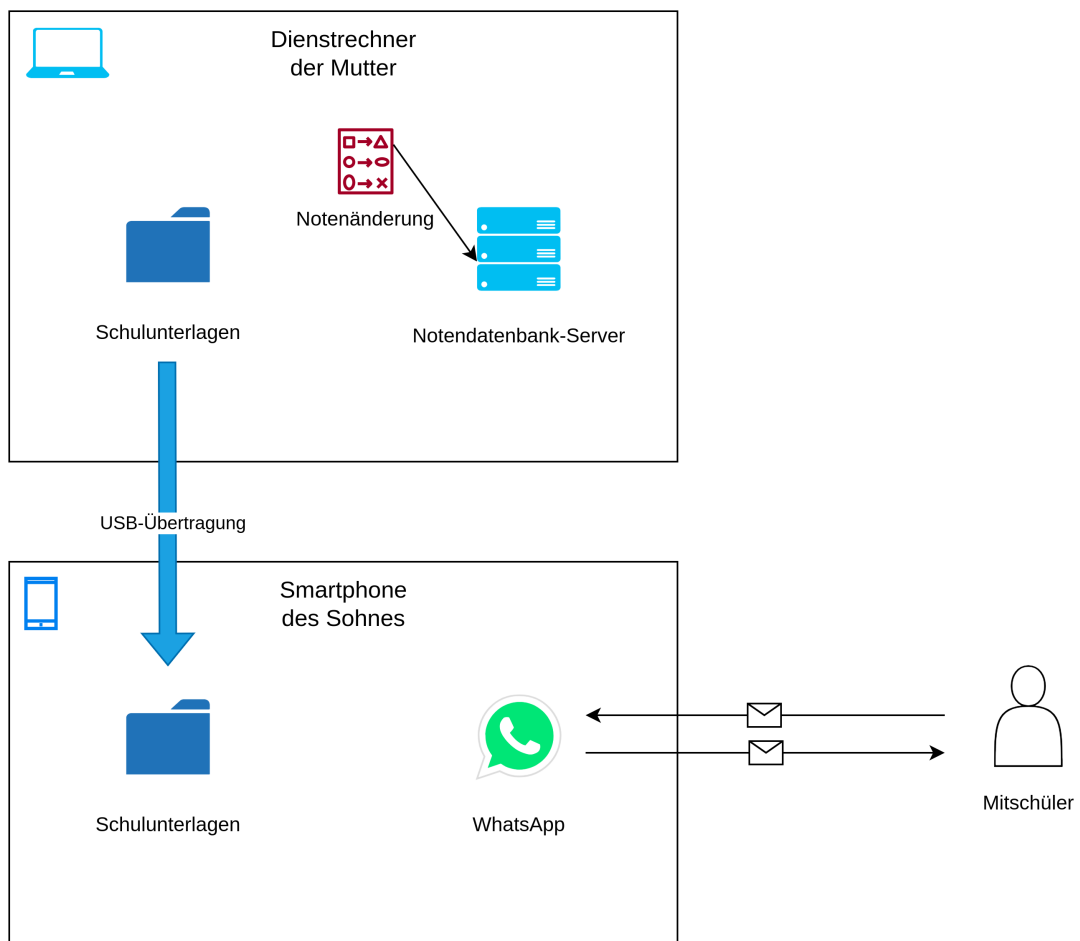 Dienstrechner
der Mutter
Notenänderung
Schulunterlagen
Notendatenbank-Server
USB-Übertragung
Smartphone
des Sohnes
Schulunterlagen
WhatsApp
Mitschüler